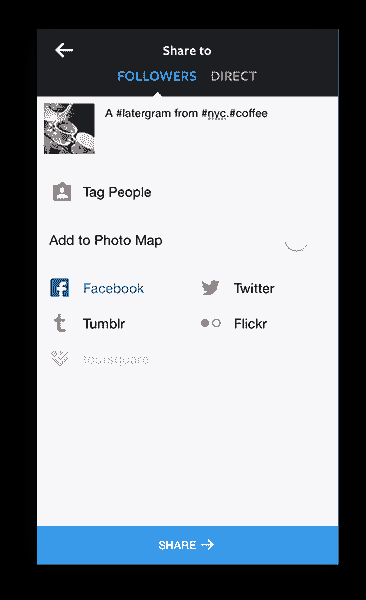 Share to
FOLLOWERS DIRECT
A #latergram from #nyc.#coffee
Tag People
Add to Photo Map
Facebook Twitter
Tumblr Flickr
foursquare
SHARE →